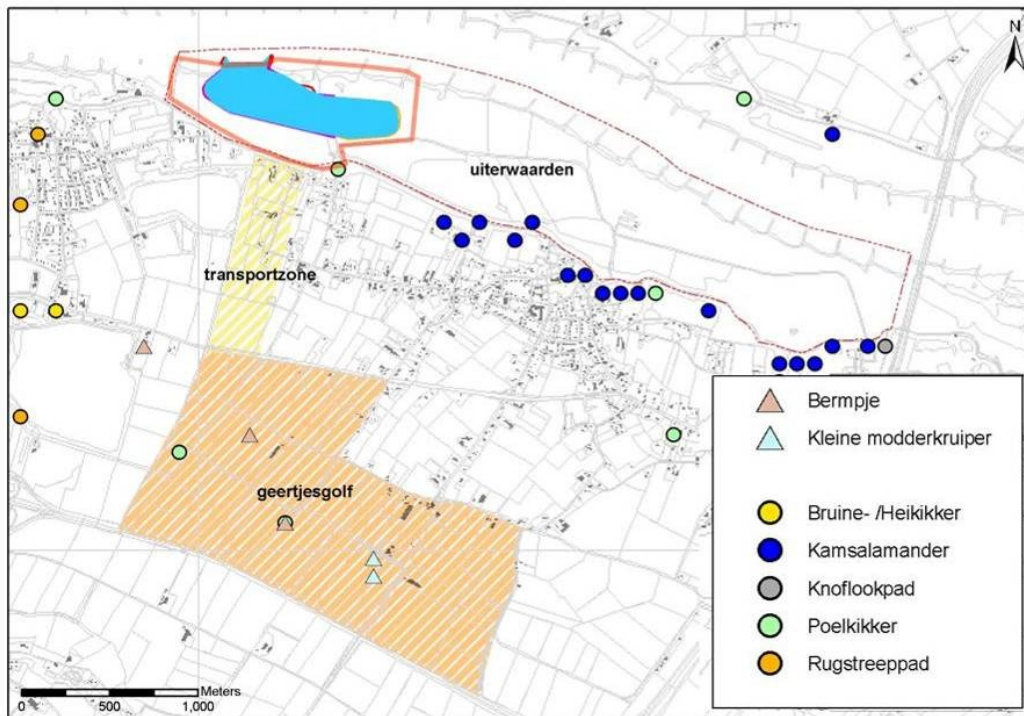 N
uiterwaarden
transportzone
geertjesgolf
Bermpje
Kleine modderkruiper
Bruine- /Heikikker
Kamsalamander
Knoflookpad
Poelkikker
Rugstreeppad
Meters
0 500 1,000